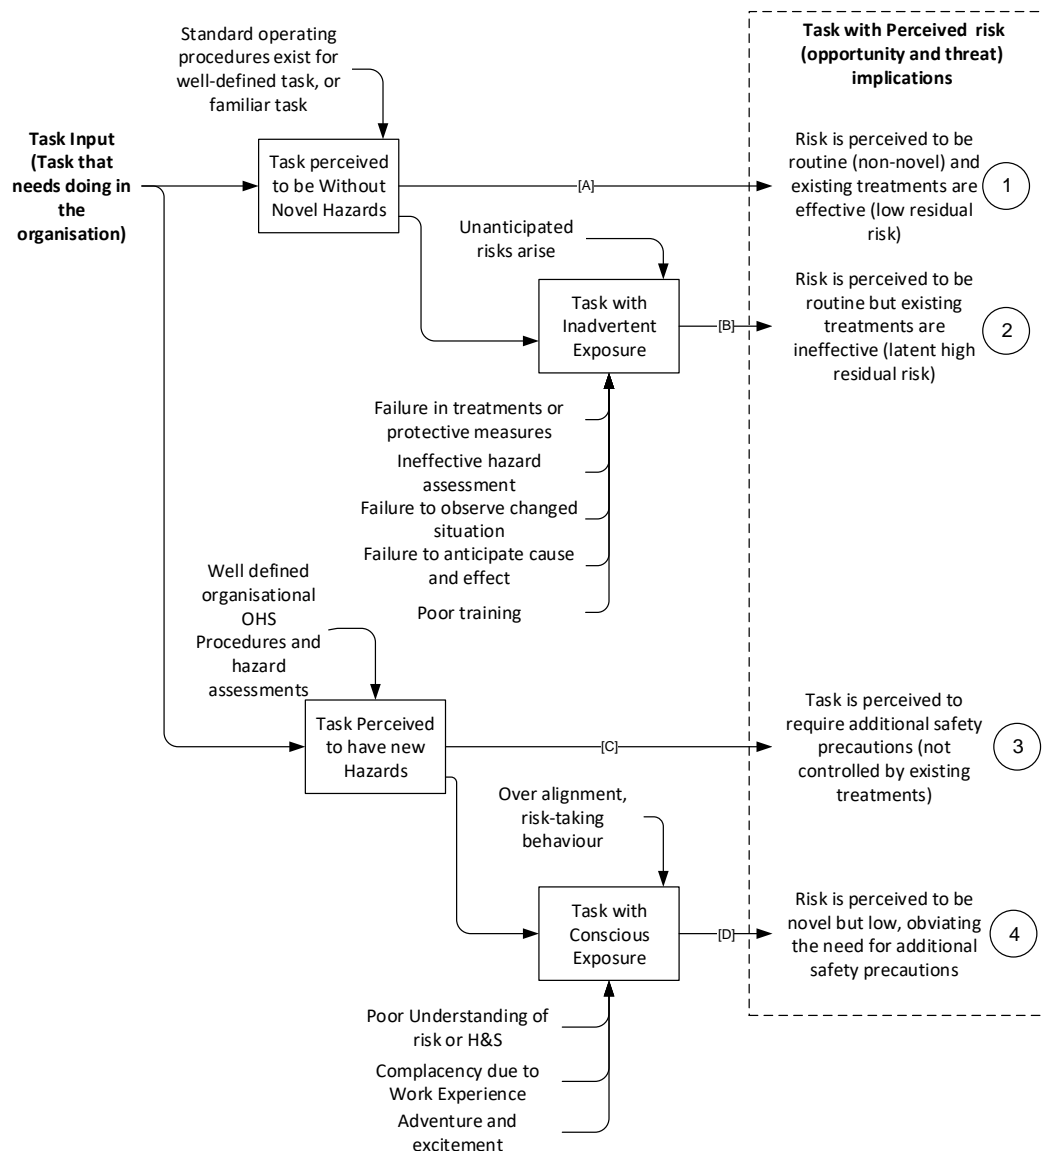 Standard operating
procedures exist for
well-defined task, or
familiar task
Task with Perceived risk
(opportunity and threat)
implications
Task Input
(Task that
needs doing in
the
organisation)
Task perceived
to be Without
Novel Hazards
[A]
Risk is perceived to be
routine (non-novel) and
existing treatments are
effective (low residual
risk)
1
Unanticipated
risks arise
Task with
Inadvertent
Exposure
[B]
Risk is perceived to be
routine but existing
treatments are
ineffective (latent high
residual risk)
2
Failure in treatments or
protective measures
Ineffective hazard
assessment
Failure to observe changed
situation
Failure to anticipate cause
and effect
Poor training
Well defined
organisational
OHS
Procedures and
hazard
assessments
Task Perceived
to have new
Hazards
[C]
Task is perceived to
require additional safety
precautions (not
controlled by existing
treatments)
3
Over alignment,
risk-taking
behaviour
Task with
Conscious
Exposure
[D]
Risk is perceived to be
novel but low, obviating
the need for additional
safety precautions
4
Poor Understanding of
risk or H&S
Complacency due to
Work Experience
Adventure and
excitement